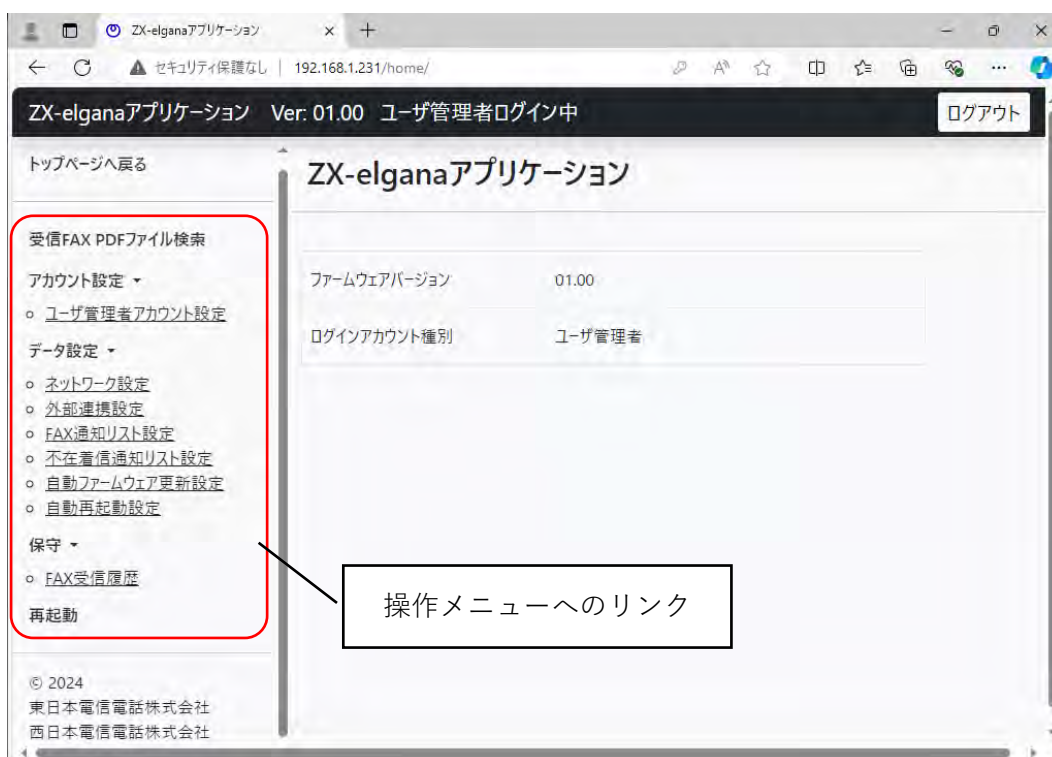 ZX-elganaアプリケーション
セキュリティ保護なし | 192.168.1.231/home/
ZX-elganaアプリケーション Ver: 01.00 ユーザ管理者ログイン中
ログアウト
トップページへ戻る
受信FAX PDFファイル検索
アカウント設定
ユーザ管理者アカウント設定
データ設定
ネットワーク設定
外部連携設定
FAX通知リスト設定
不在着信通知リスト設定
自動ファームウェア更新設定
自動再起動設定
保守
FAX受信履歴
再起動
© 2024
東日本電信電話株式会社
西日本電信電話株式会社
ZX-elganaアプリケーション
ファームウェアバージョン 01.00
ログインアカウント種別 ユーザ管理者
操作メニューへのリンク